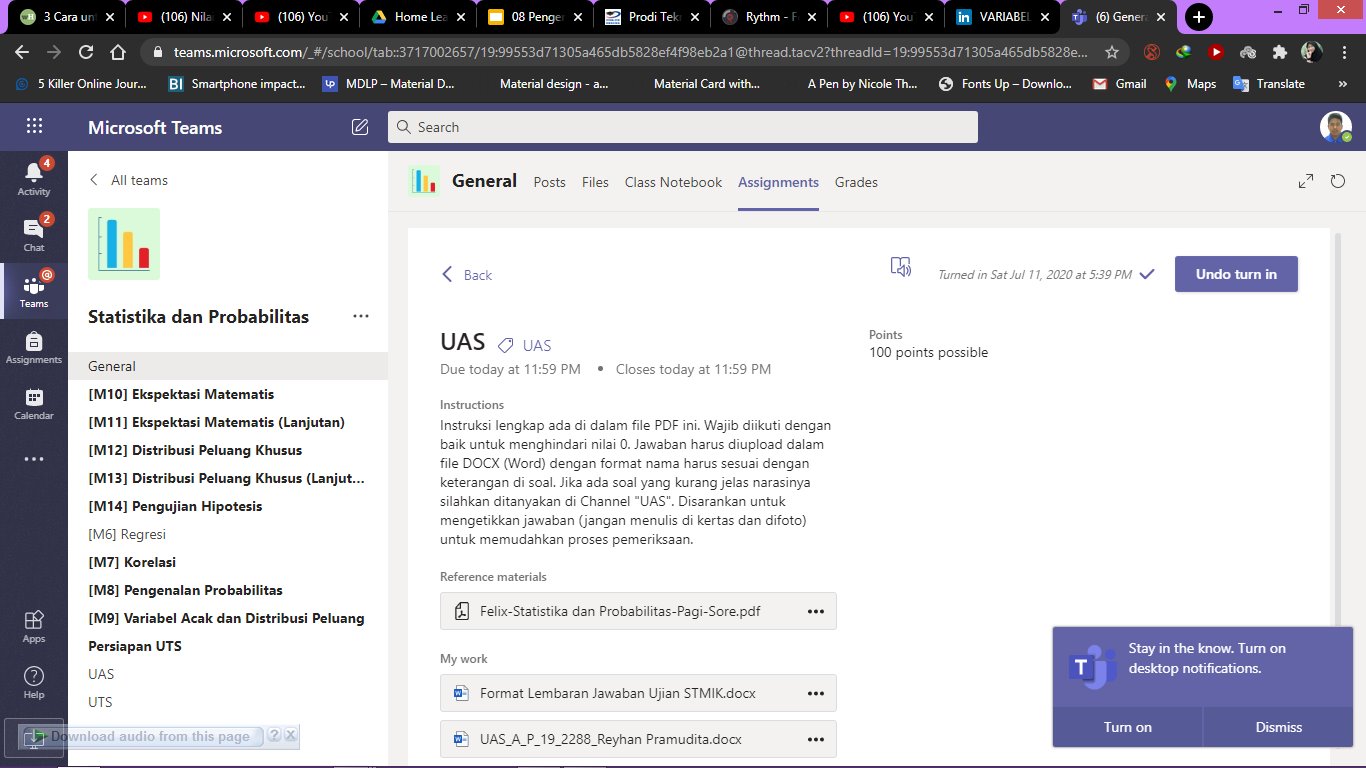 3 Cara unt
(106) Nila
(106) You
Home Lea
08 Penger
Prodi Tekn
Rythm - F
(106) You
VARIABEL
(6) Genera
teams.microsoft.com/_#/school/tab:3717002657/19:99553d71305a465db5828ef4f98eb2a1@thread.tacv2?threadId=19:99553d71305a465db5828e...
5 Killer Online Jour...
Smartphone impact...
MDLP – Material D...
Material design - a...
Material Card with...
A Pen by Nicole Th...
Fonts Up – Downlo...
Gmail
Maps
Translate
»
Microsoft Teams
Search
Activity
4
Chat
2
Teams
@
Assignments
Calendar
Apps
Help
All teams
Statistika dan Probabilitas
General
[M10] Ekspektasi Matematis
[M11] Ekspektasi Matematis (Lanjutan)
[M12] Distribusi Peluang Khusus
[M13] Distribusi Peluang Khusus (Lanjut...
[M14] Pengujian Hipotesis
[M6] Regresi
[M7] Korelasi
[M8] Pengenalan Probabilitas
[M9] Variabel Acak dan Distribusi Peluang
Persiapan UTS
UAS
UTS
Download audio from this page ? X
General Posts Files Class Notebook Assignments Grades
Back
Turned in Sat Jul 11, 2020 at 5:39 PM
Undo turn in
UAS UAS
Due today at 11:59 PM • Closes today at 11:59 PM
Points
100 points possible
Instructions
Instruksi lengkap ada di dalam file PDF ini. Wajib diikuti dengan
baik untuk menghindari nilai 0. Jawaban harus diupload dalam
file DOCX (Word) dengan format nama harus sesuai dengan
keterangan di soal. Jika ada soal yang kurang jelas narasinya
silahkan ditanyakan di Channel "UAS". Disarankan untuk
mengetikkan jawaban (jangan menulis di kertas dan difoto)
untuk memudahkan proses pemeriksaan.
Reference materials
Felix-Statistika dan Probabilitas-Pagi-Sore.pdf
My work
Format Lembaran Jawaban Ujian STMIK.docx
UAS_A_P_19_2288_Reyhan Pramudita.docx
Stay in the know. Turn on
desktop notifications.
Turn on
Dismiss